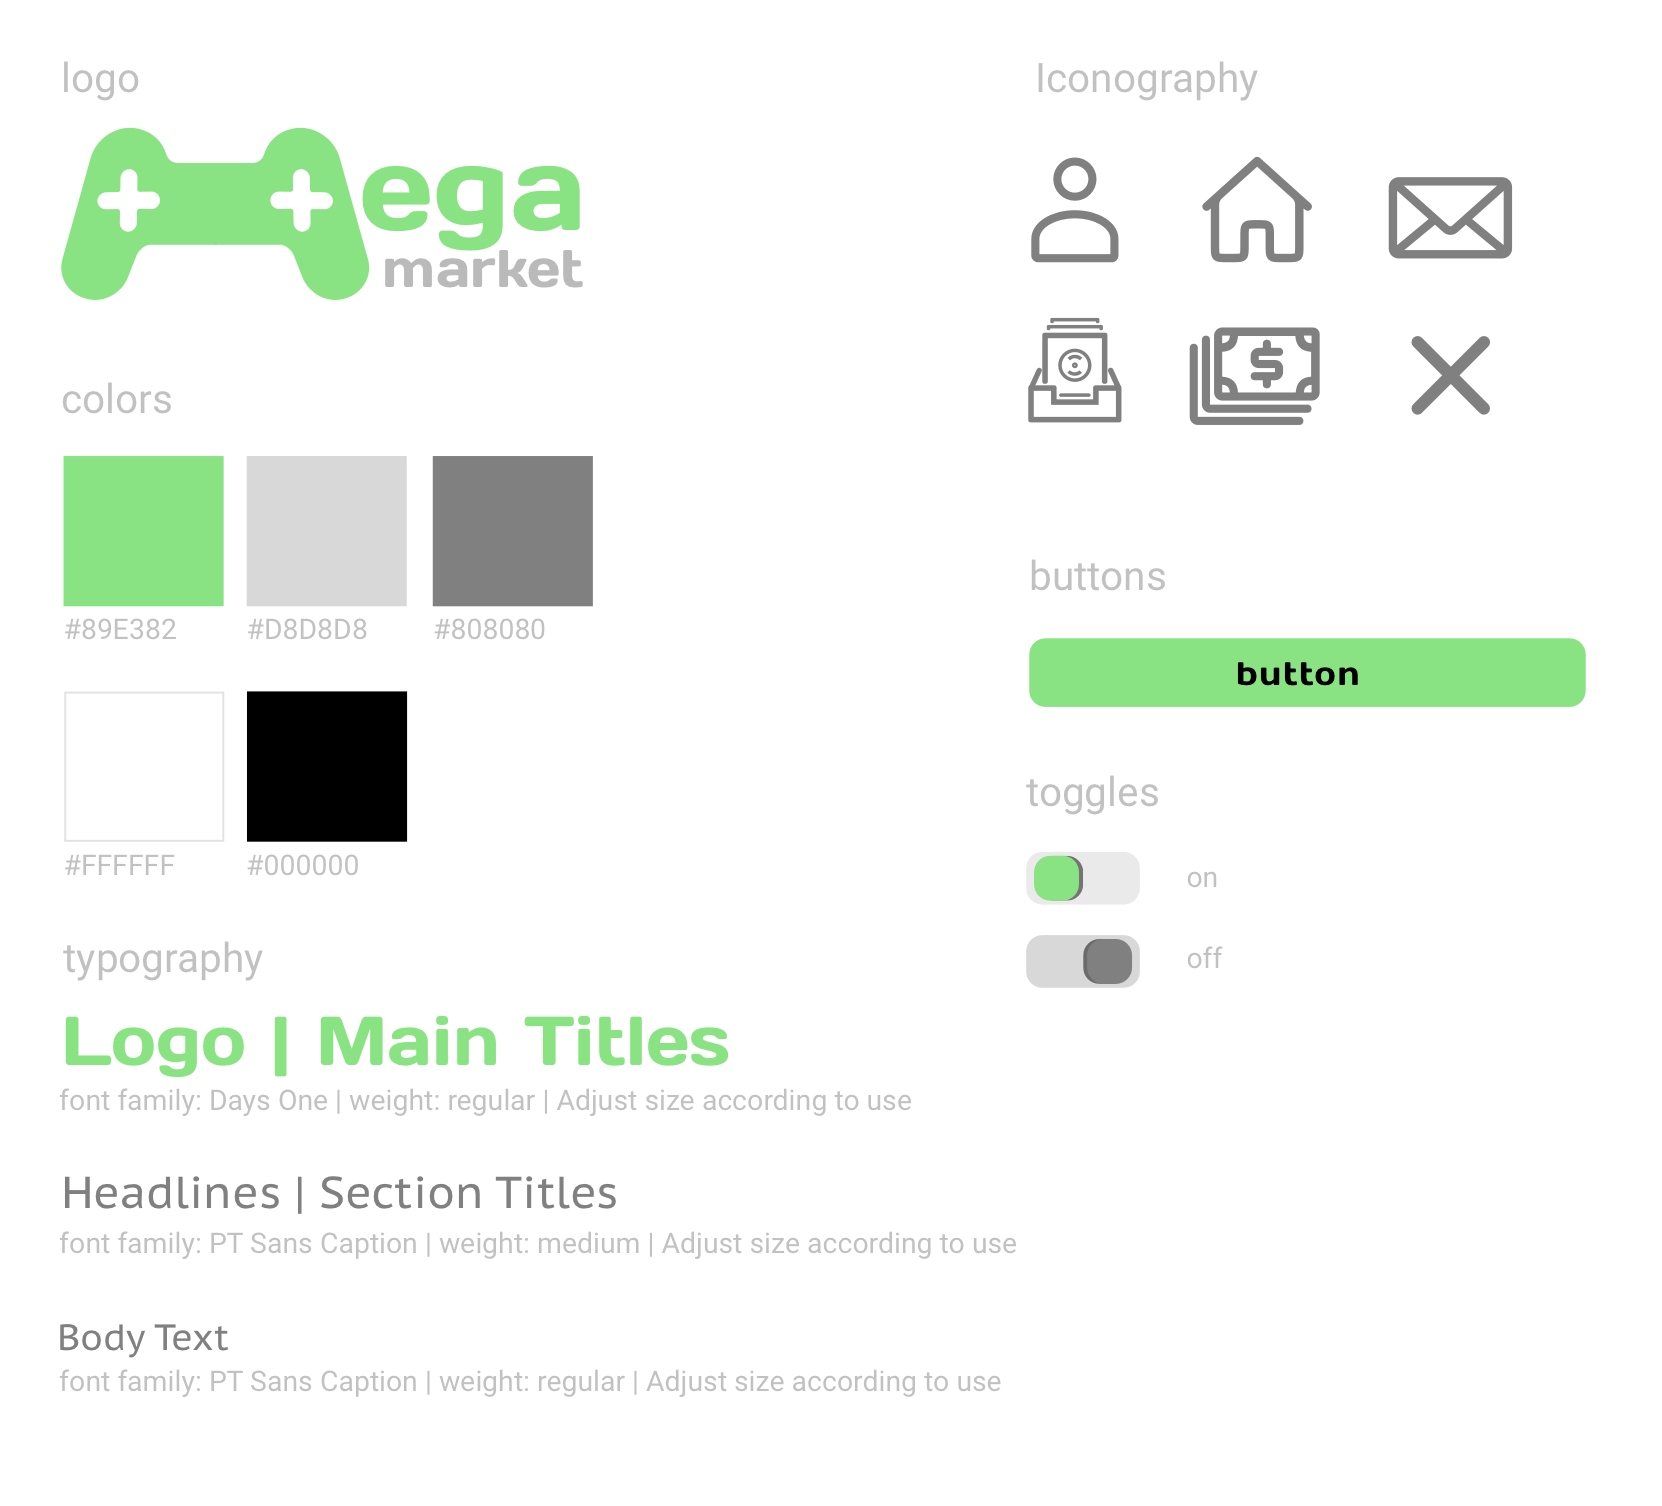 logo
ega
market
colors
#89E382
#D8D8D8
#808080
#FFFFFF
#000000
typography
Logo | Main Titles
font family: Days One | weight: regular | Adjust size according to use
Headlines | Section Titles
font family: PT Sans Caption | weight: medium | Adjust size according to use
Body Text
font family: PT Sans Caption | weight: regular | Adjust size according to use
Iconography
$
buttons
button
toggles
on
off